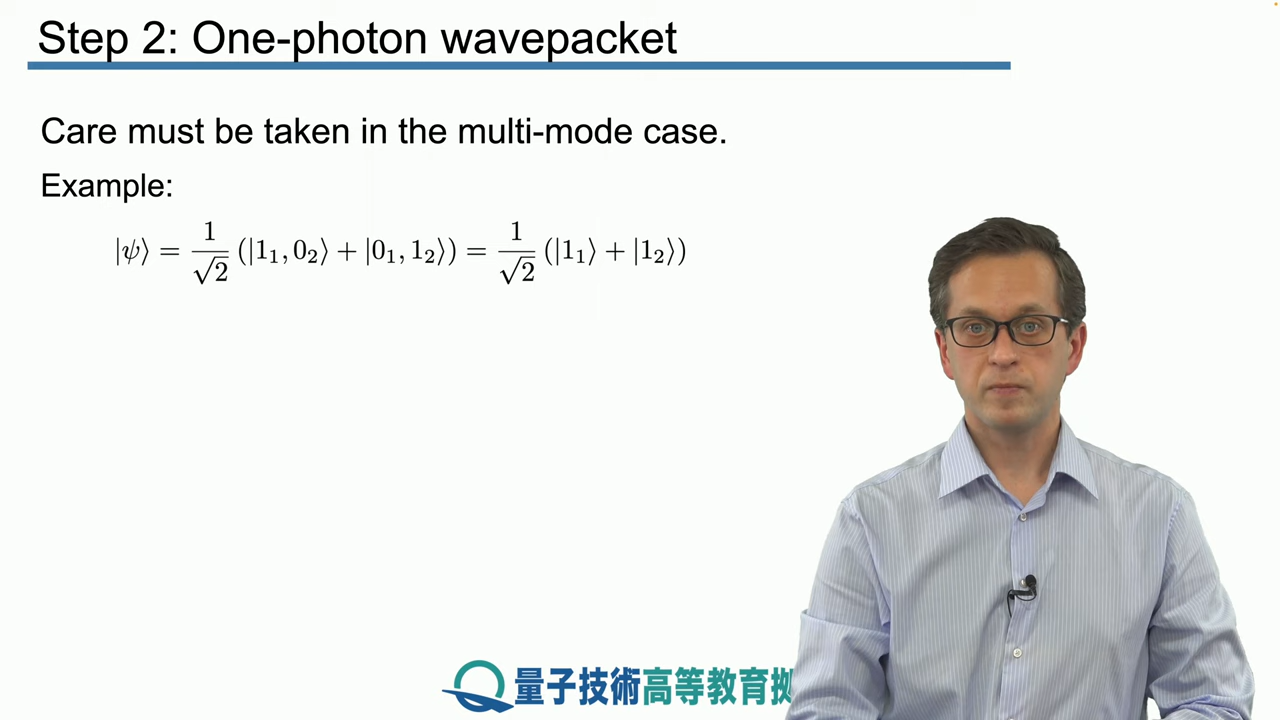 Step 2: One-photon wavepacket
Care must be taken in the multi-mode case.
Example:
|ψ⟩ = 1/√2 (|1₁, 0₂⟩ + |0₁, 1₂⟩) = 1/√2 (|1₁⟩ + |1₂⟩)
量子技術高等教育拠